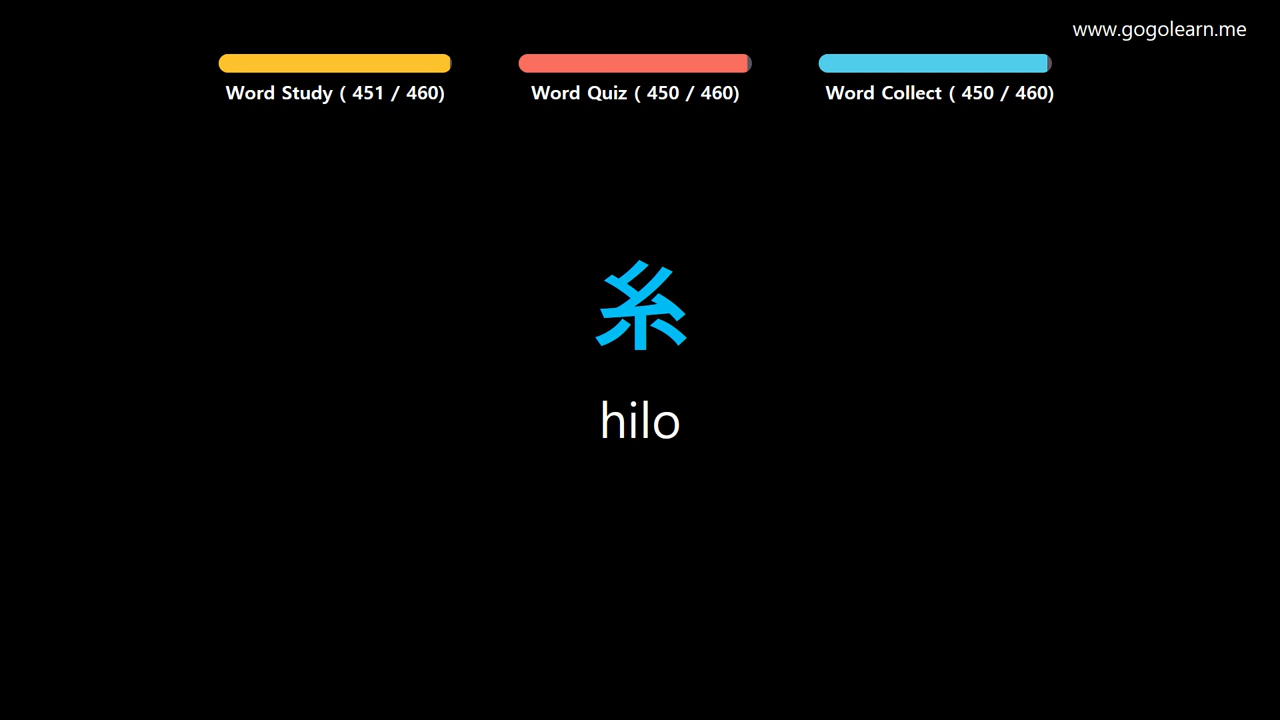 www.gogolearn.me
Word Study ( 451 / 460)
Word Quiz ( 450 / 460)
Word Collect ( 450 / 460)
糸
hilo